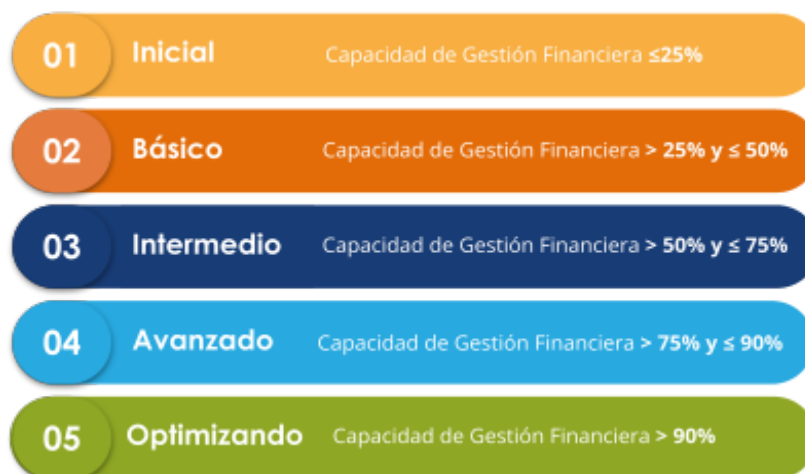 01 Inicial Capacidad de Gestión Financiera ≤25%
02 Básico Capacidad de Gestión Financiera > 25% y ≤ 50%
03 Intermedio Capacidad de Gestión Financiera > 50% y ≤ 75%
04 Avanzado Capacidad de Gestión Financiera > 75% y ≤ 90%
05 Optimizando Capacidad de Gestión Financiera > 90%